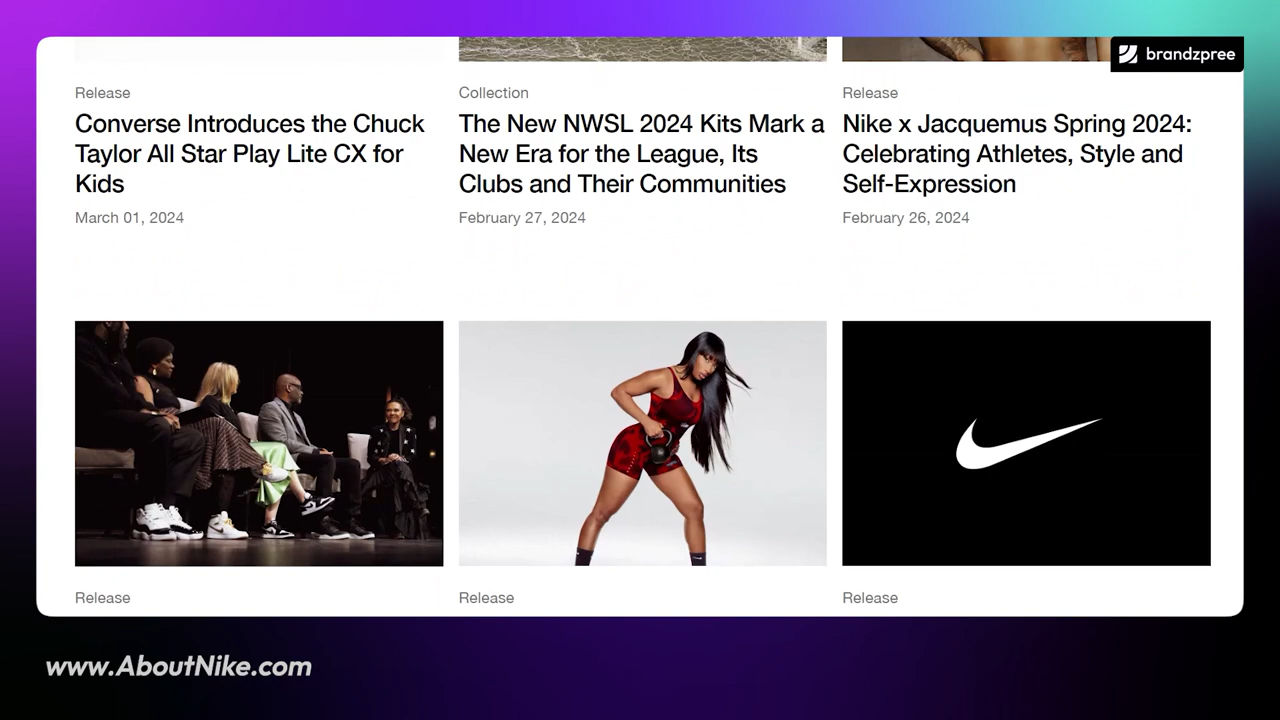 brandzpree
Release
Converse Introduces the Chuck
Taylor All Star Play Lite CX for
Kids
March 01, 2024
Collection
The New NWSL 2024 Kits Mark a
New Era for the League, Its
Clubs and Their Communities
February 27, 2024
Release
Nike x Jacquemus Spring 2024:
Celebrating Athletes, Style and
Self-Expression
February 26, 2024
Release
Release
Release
www.AboutNike.com